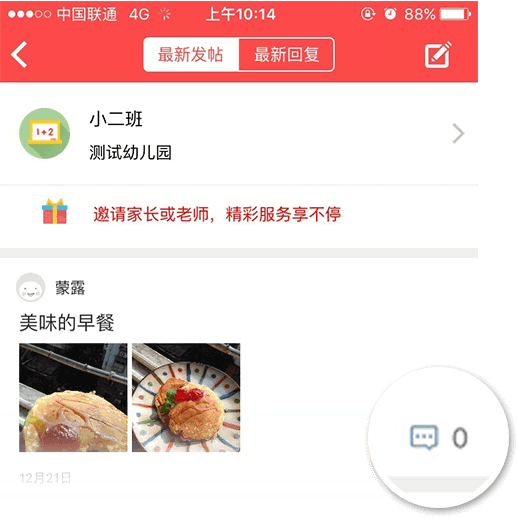 中国联通 4G 上午10:14 88%
最新发帖 最新回复
1+2
小二班
测试幼儿园
邀请家长或老师，精彩服务享不停
蒙露
美味的早餐
12月21日
0